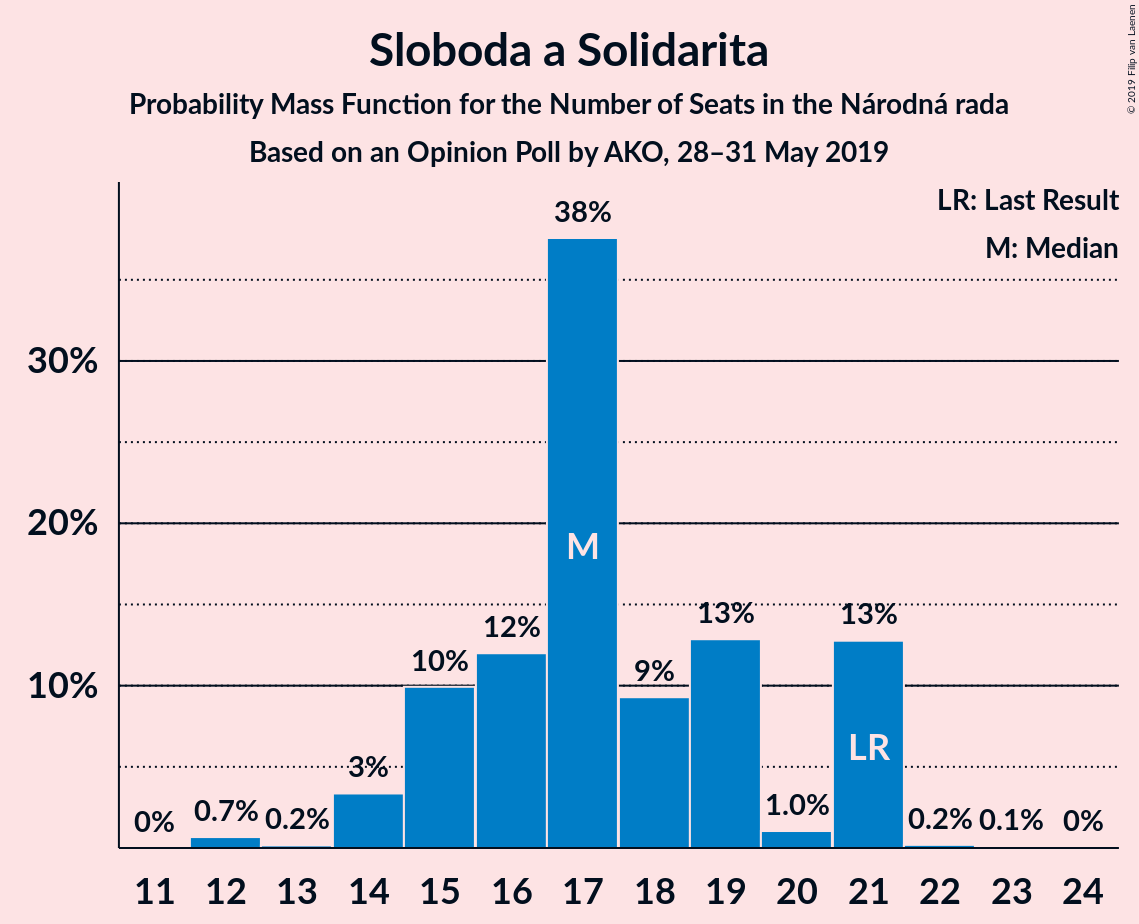 Sloboda a Solidarita
Probability Mass Function for the Number of Seats in the Národná rada
Based on an Opinion Poll by AKO, 28–31 May 2019
© 2019 Filip van Laenen
LR: Last Result
M: Median
30%
20%
10%
0%
0.7%
0.2%
3%
10%
12%
38%
9%
13%
1.0%
13%
0.2%
0.1%
0%
M
LR
11 12 13 14 15 16 17 18 19 20 21 22 23 24